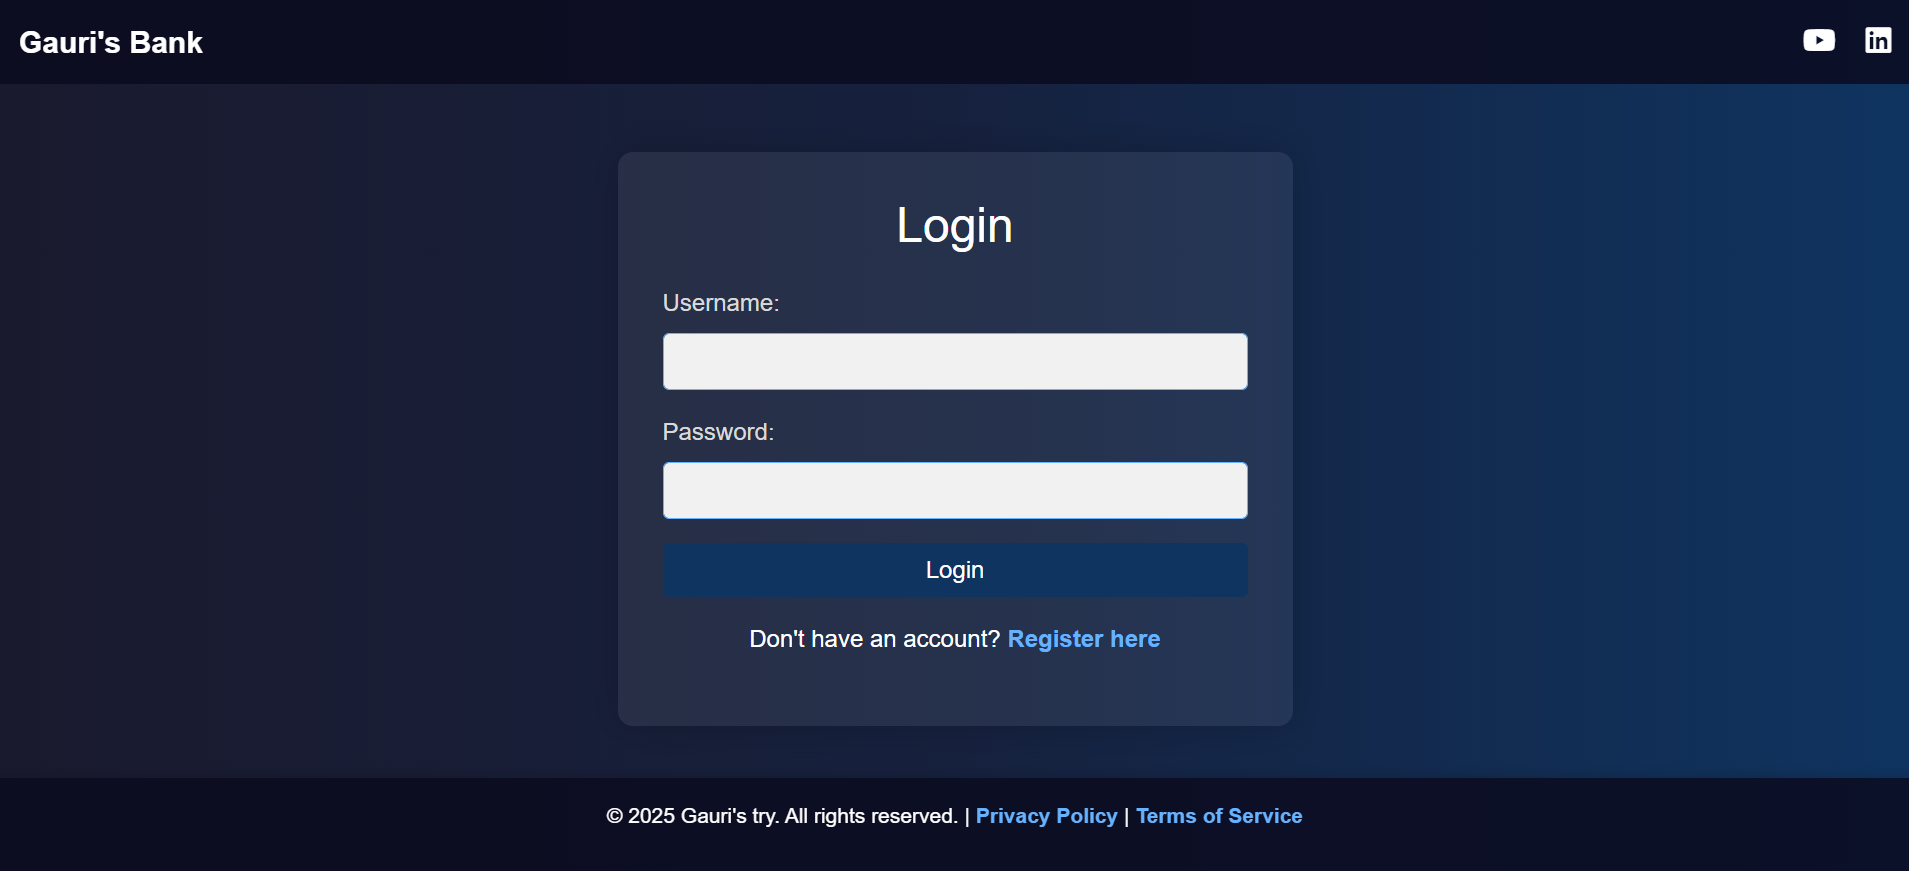 Gauri's Bank
Login
Username:
Password:
Login
Don't have an account? Register here
© 2025 Gauri's try. All rights reserved. | Privacy Policy | Terms of Service